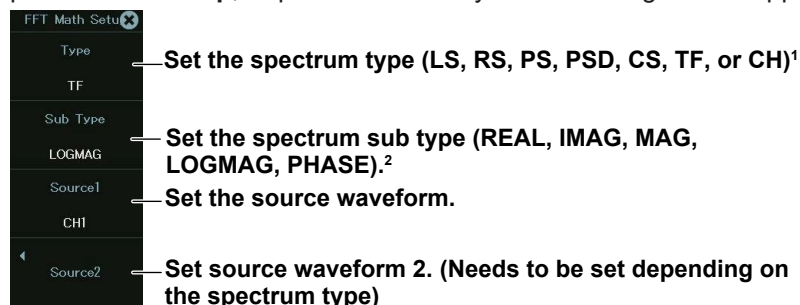 FFT Math Setu
Type
Set the spectrum type (LS, RS, PS, PSD, CS, TF, or CH)¹
TF
Sub Type
Set the spectrum sub type (REAL, IMAG, MAG,
LOGMAG, PHASE).²
LOGMAG
Source1
Set the source waveform.
CH1
Source2
Set source waveform 2. (Needs to be set depending on
the spectrum type)